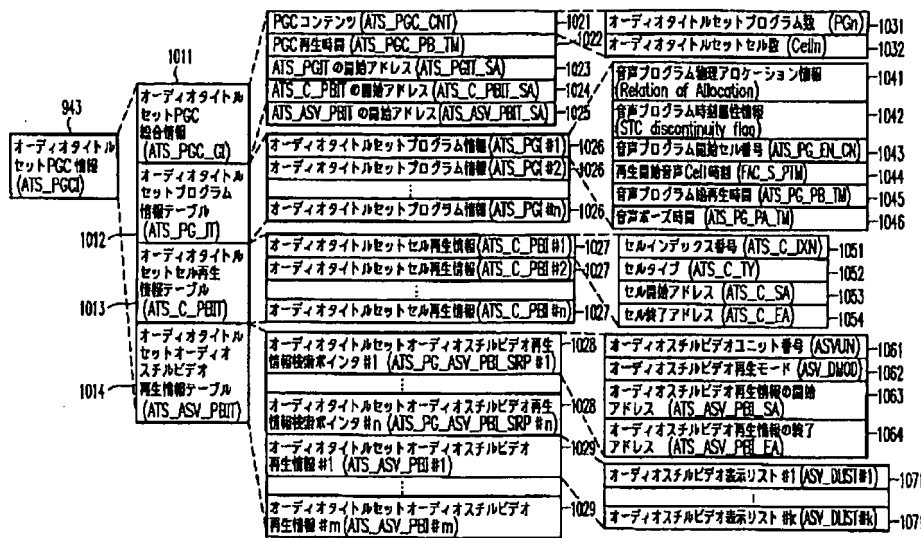 943
オーディオタイトル
セットPGC 情報
(ATS_PGCI)
1011
オーディオタイトル
セットPGC
総合情報
(ATS_PGC_GI)
オーディオタイトル
セットプログラム
情報テーブル
(ATS_PG_IT)
1012
オーディオタイトル
セットセル再生
情報テーブル
(ATS_C_PBIT)
1013
オーディオタイトル
セットオーディオ
スチルビデオ
再生情報テーブル
(ATS_ASV_PBIT)
1014
PGC コンテンツ (ATS_PGC_CNT)
1021
PGC 再生時間 (ATS_PGC_PB_TM)
1022
ATS_PGIT の開始アドレス (ATS_PGIT_SA)
1023
ATS_C_PBIT の開始アドレス (ATS_C_PBIT_SA)
1024
ATS_ASV_PBIT の開始アドレス (ATS_ASV_PBIT_SA)
1025
オーディオタイトルセットプログラム情報 (ATS_PGI #1)
1026
オーディオタイトルセットプログラム情報 (ATS_PGI #2)
1026
オーディオタイトルセットプログラム情報 (ATS_PGI #n)
1026
オーディオタイトルセットセル再生情報 (ATS_C_PBI #1)
1027
オーディオタイトルセットセル再生情報 (ATS_C_PBI #2)
1027
オーディオタイトルセットセル再生情報 (ATS_C_PBI #n)
1027
オーディオタイトルセットオーディオスチルビデオ再生
情報検索ポインタ #1 (ATS_PG_ASV_PBI_SRP #1)
1028
オーディオタイトルセットオーディオスチルビデオ再生
情報検索ポインタ #n (ATS_PG_ASV_PBI_SRP #n)
1028
オーディオタイトルセットオーディオスチルビデオ
再生情報 #1 (ATS_ASV_PBI #1)
1029
オーディオタイトルセットオーディオスチルビデオ
再生情報 #m (ATS_ASV_PBI #m)
1029
オーディオタイトルセットプログラム数 (PGn)
1031
オーディオタイトルセットセル数 (Celln)
1032
音声プログラム物理アロケーション情報
(Relation of Allocation)
1041
音声プログラム時刻属性情報
(STC discontinuity flag)
1042
音声プログラム開始セル番号 (ATS_PG_EN_CN)
1043
再生開始音声Cell 時刻 (FAC_S_PTM)
1044
音声プログラム総再生時間 (ATS_PG_PB_TM)
1045
音声ポーズ時間 (ATS_PG_PA_TM)
1046
セルインデックス番号 (ATS_C_IXN)
1051
セルタイプ (ATS_C_TY)
1052
セル開始アドレス (ATS_C_SA)
1053
セル終了アドレス (ATS_C_EA)
1054
オーディオスチルビデオユニット番号 (ASVUN)
1061
オーディオスチルビデオ再生モード (ASV_DMOD)
1062
オーディオスチルビデオ再生情報の開始
アドレス (ATS_ASV_PBI_SA)
1063
オーディオスチルビデオ再生情報の終了
アドレス (ATS_ASV_PBI_EA)
1064
オーディオスチルビデオ表示リスト #1 (ASV_DLIST #1)
1071
オーディオスチルビデオ表示リスト #k (ASV_DLIST #k)
1071